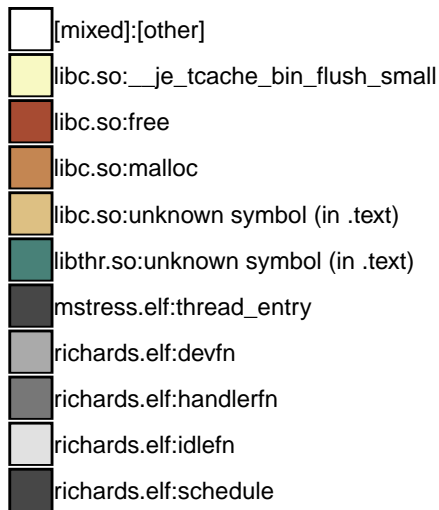 [mixed]:[other]
libc.so:__je_tcache_bin_flush_small
libc.so:free
libc.so:malloc
libc.so:unknown symbol (in .text)
libthr.so:unknown symbol (in .text)
mstress.elf:thread_entry
richards.elf:devfn
richards.elf:handlerfn
richards.elf:idlefn
richards.elf:schedule